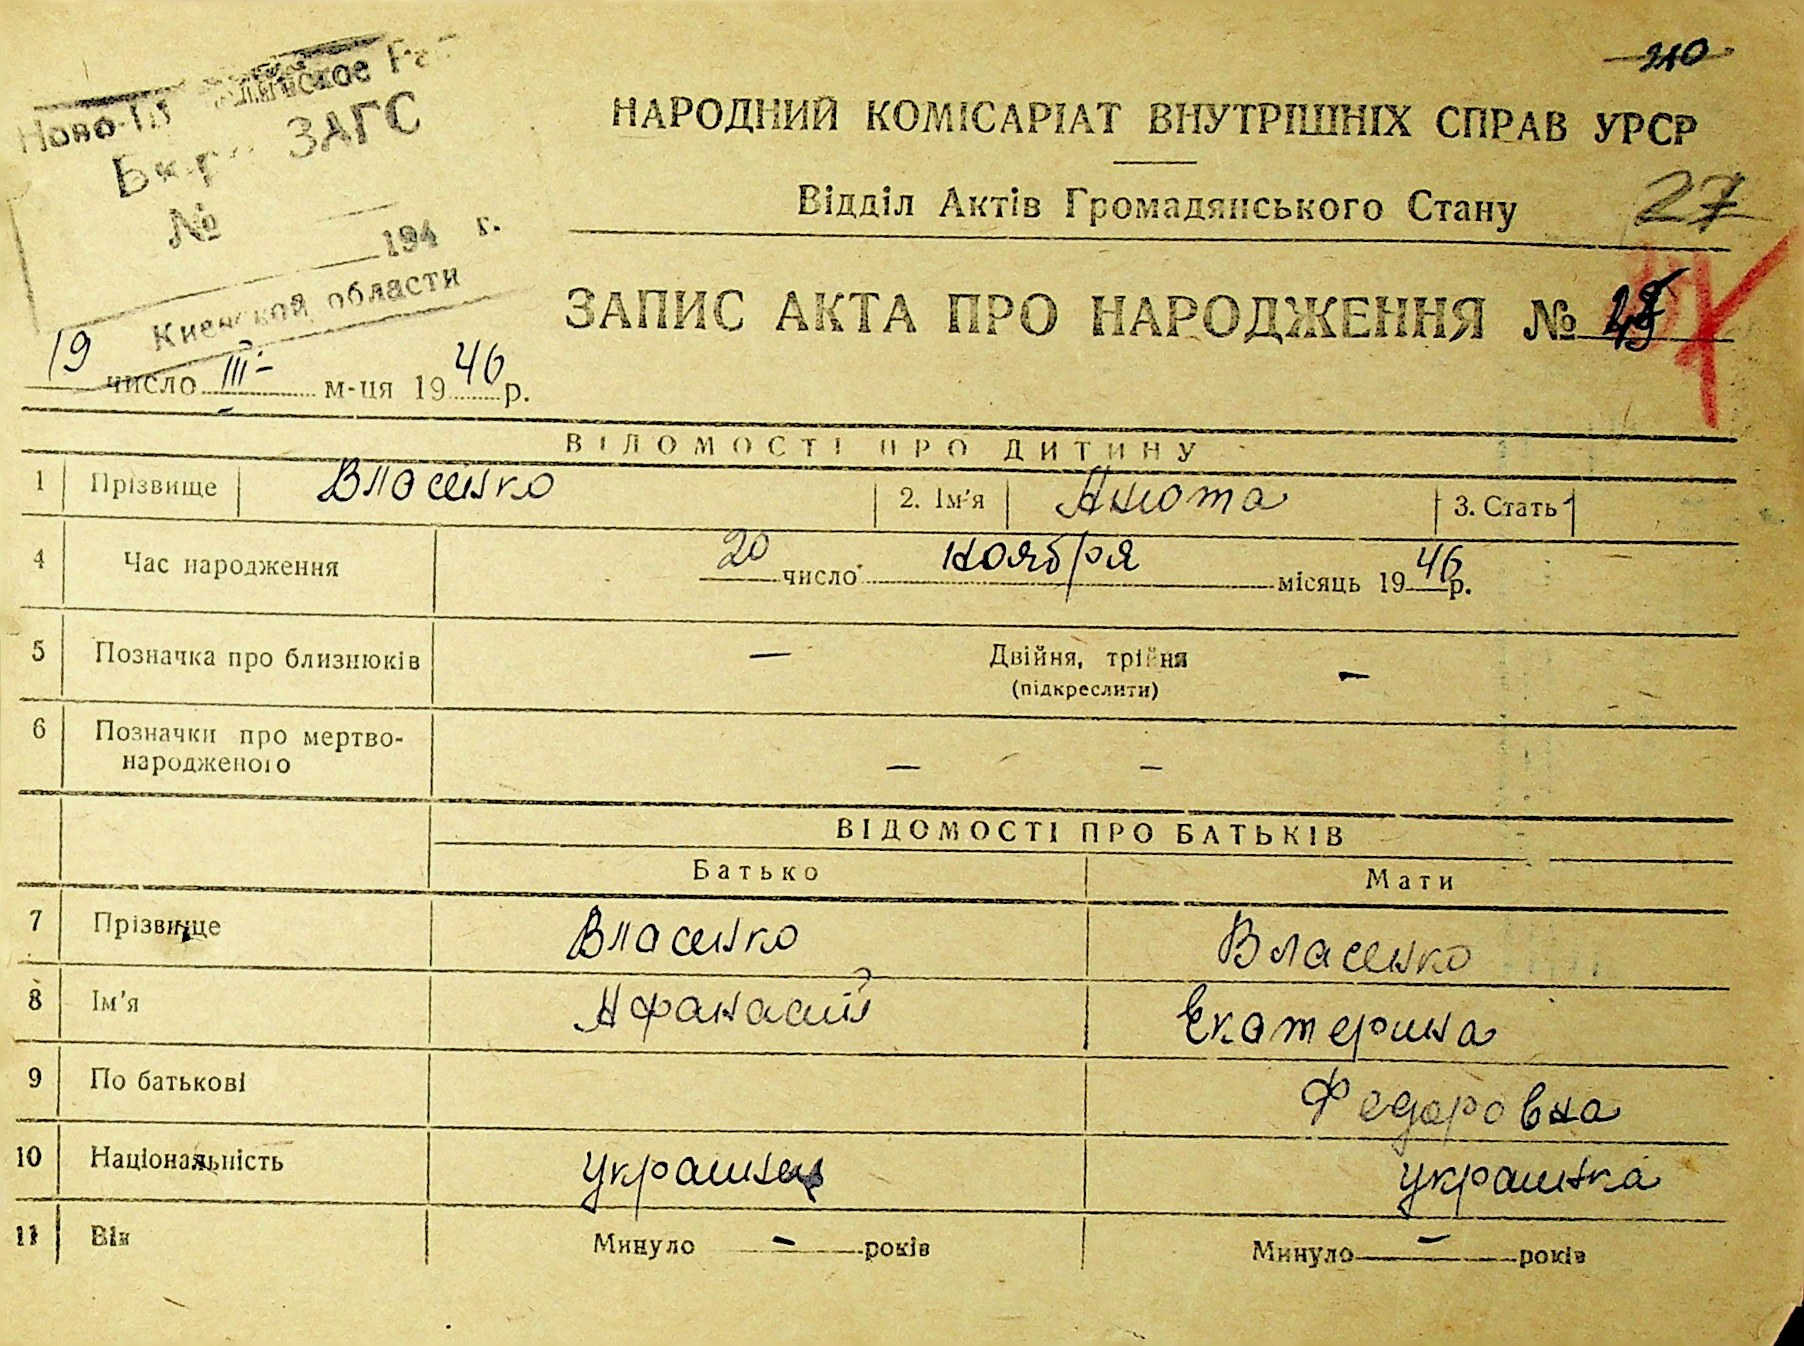 210
Ново-
ЗАГС
№
194 г.
Киевской области
НАРОДНИЙ КОМІСАРІАТ ВНУТРІШНІХ СПРАВ УРСР
Відділ Актів Громадянського Стану
27
ЗАПИС АКТА ПРО НАРОДЖЕННЯ №
19 число III м-ця 1946 р.
ВІДОМОСТІ ПРО ДИТИНУ
1 Прізвище Власенко 2. Ім'я Анюта 3. Стать
4 Час народження 20 число ноября місяць 1946 р.
5 Позначка про близнюків — Двійня, трійня —
(підкреслити)
6 Позначки про мертво-
народженого — —
ВІДОМОСТІ ПРО БАТЬКІВ
Батько Мати
7 Прізвище Власенко Власенко
8 Ім'я Афанасий Екатерина
9 По батькові Федоровна
10 Національність украинец украинка
11 Вік Минуло — років Минуло — років